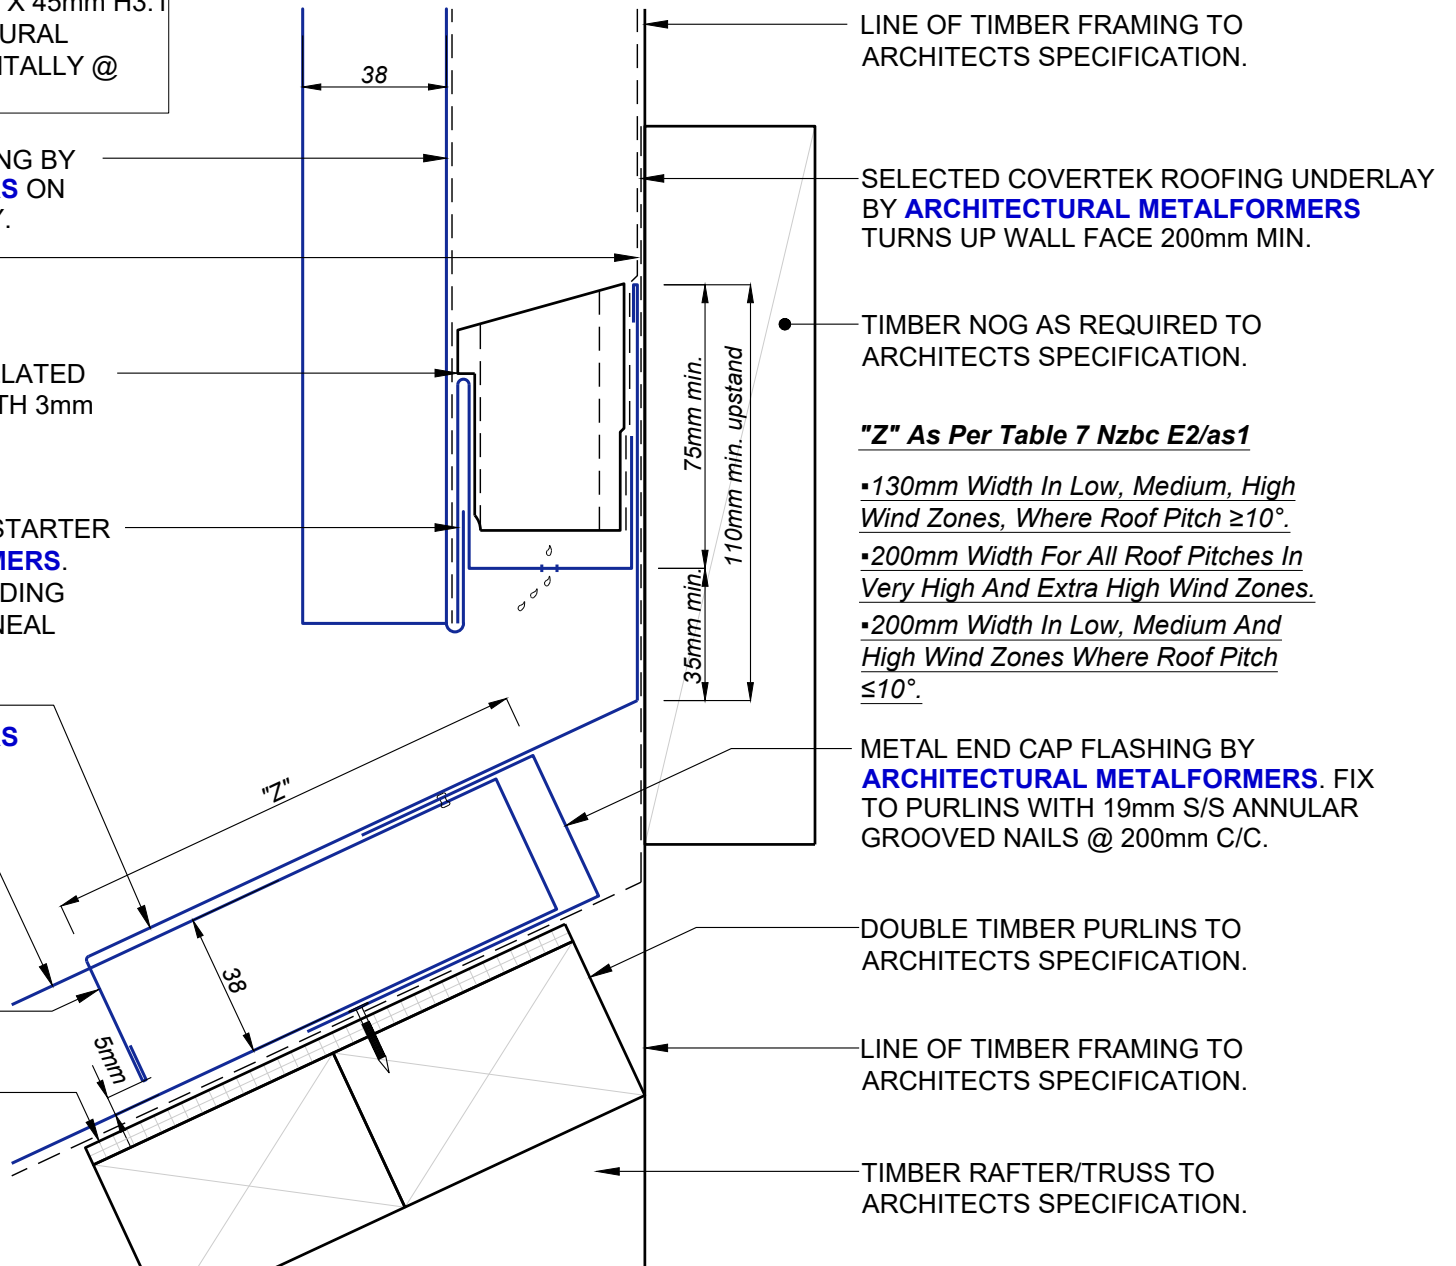 X 45mm H3.1
URAL
ITALLY @
NG BY
RS ON
Y.
LATED
TH 3mm
STARTER
MERS.
DING
NEAL
RS
38
75mm min.
110mm min. upstand
35mm min.
"Z"
38
5mm
LINE OF TIMBER FRAMING TO
ARCHITECTS SPECIFICATION.
SELECTED COVERTEK ROOFING UNDERLAY
BY ARCHITECTURAL METALFORMERS
TURNS UP WALL FACE 200mm MIN.
TIMBER NOG AS REQUIRED TO
ARCHITECTS SPECIFICATION.
"Z" As Per Table 7 Nzbc E2/as1
▪130mm Width In Low, Medium, High
Wind Zones, Where Roof Pitch ≥10°.
▪200mm Width For All Roof Pitches In
Very High And Extra High Wind Zones.
▪200mm Width In Low, Medium And
High Wind Zones Where Roof Pitch
≤10°.
METAL END CAP FLASHING BY
ARCHITECTURAL METALFORMERS. FIX
TO PURLINS WITH 19mm S/S ANNULAR
GROOVED NAILS @ 200mm C/C.
DOUBLE TIMBER PURLINS TO
ARCHITECTS SPECIFICATION.
LINE OF TIMBER FRAMING TO
ARCHITECTS SPECIFICATION.
TIMBER RAFTER/TRUSS TO
ARCHITECTS SPECIFICATION.